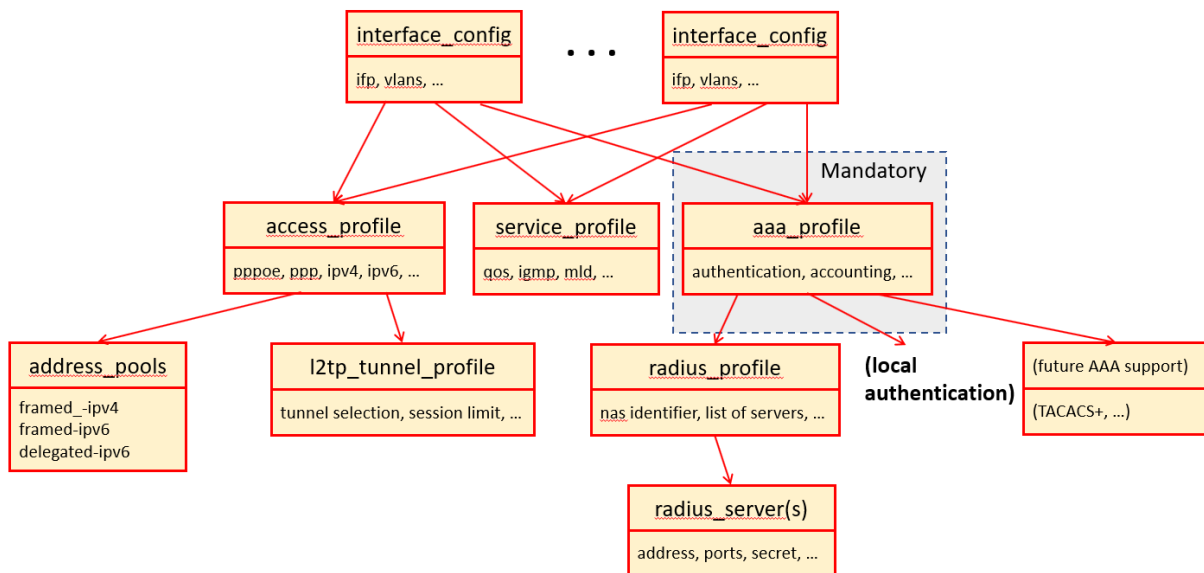 interface_config
. . .
interface_config
ifp, vlans, ...
ifp, vlans, ...
Mandatory
access_profile
service_profile
aaa_profile
pppoe, ppp, ipv4, ipv6, ...
qos, igmp, mld, ...
authentication, accounting, ...
address_pools
framed_-ipv4
framed-ipv6
delegated-ipv6
l2tp_tunnel_profile
tunnel selection, session limit, ...
radius_profile
nas identifier, list of servers, ...
(local
authentication)
(future AAA support)
(TACACS+, ...)
radius_server(s)
address, ports, secret, ...